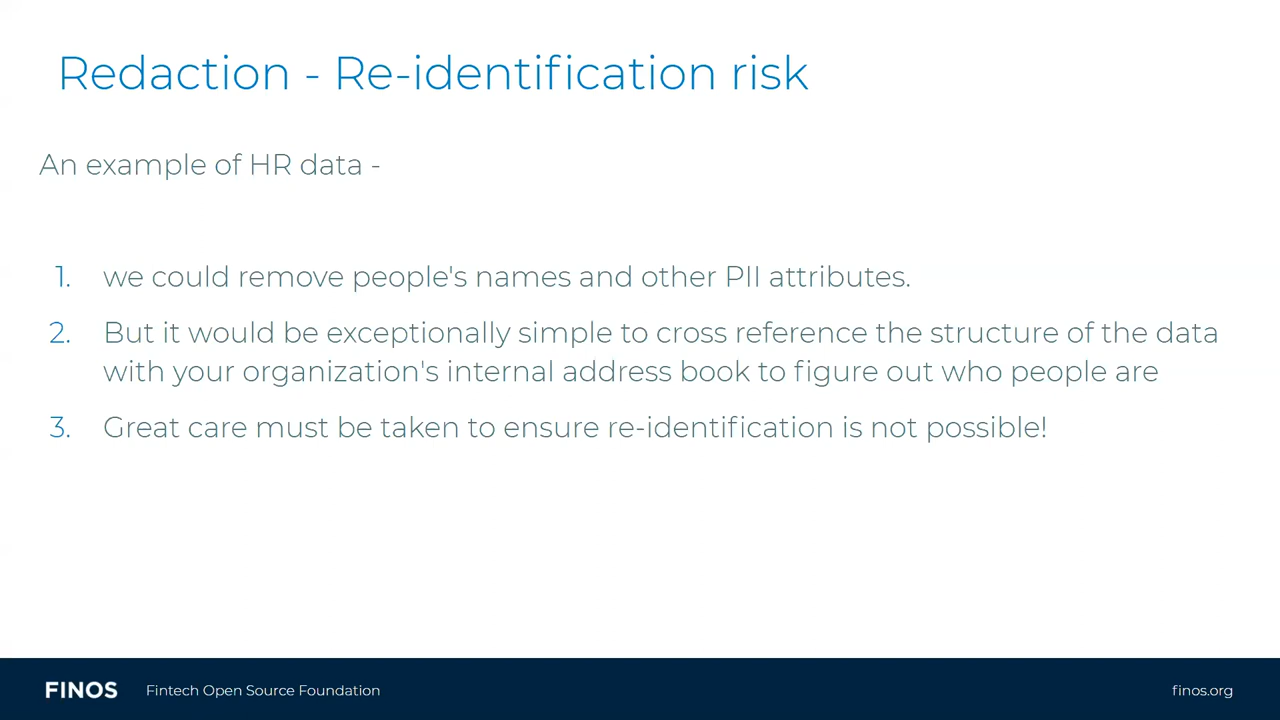 Redaction - Re-identification risk
An example of HR data -
1. we could remove people's names and other PII attributes.
2. But it would be exceptionally simple to cross reference the structure of the data
with your organization's internal address book to figure out who people are
3. Great care must be taken to ensure re-identification is not possible!
FINOS Fintech Open Source Foundation finos.org